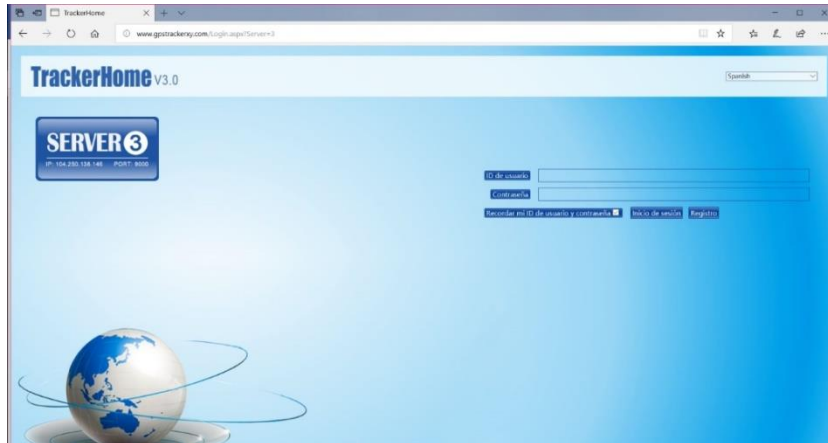 TrackerHome
www.gpstrackerxy.com/Login.aspx?Server=3
TrackerHome V3.0
Spanish
SERVER 3
IP: 104.250.138.146 PORT: 9000
ID de usuario
Contraseña
Recordar mi ID de usuario y contraseña
Inicio de sesión
Registro